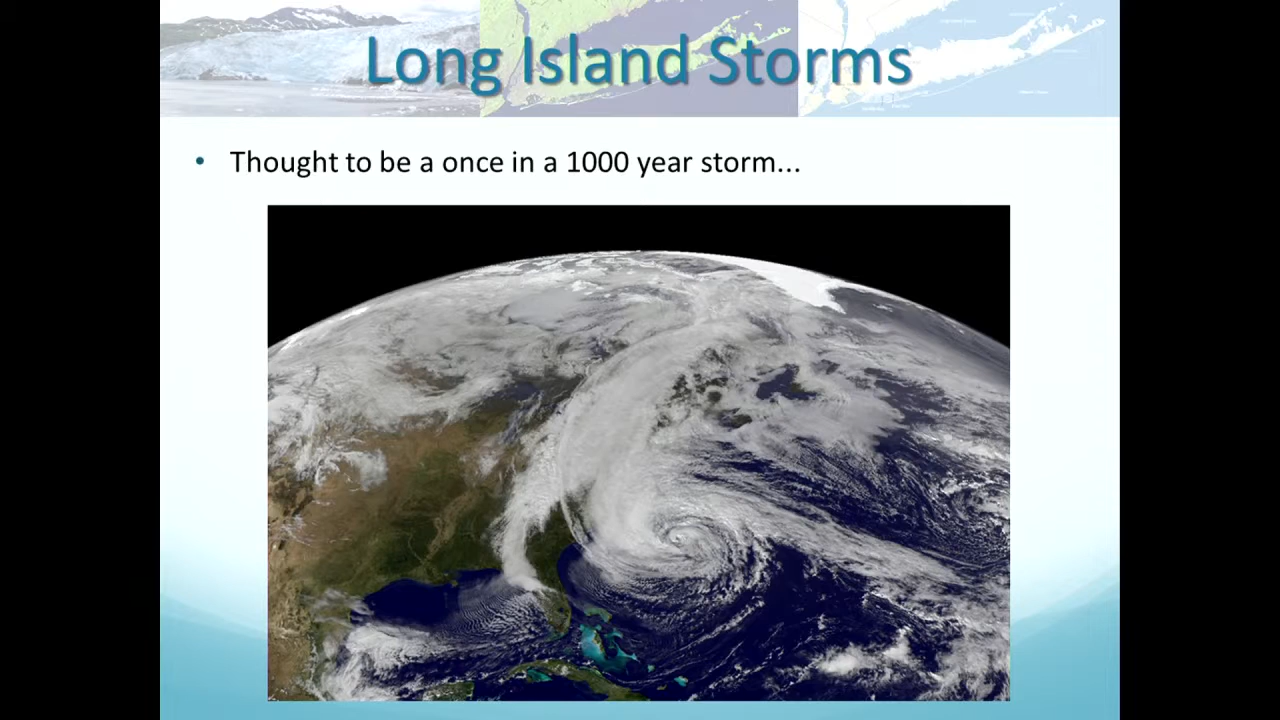 Long Island Storms
• Thought to be a once in a 1000 year storm...